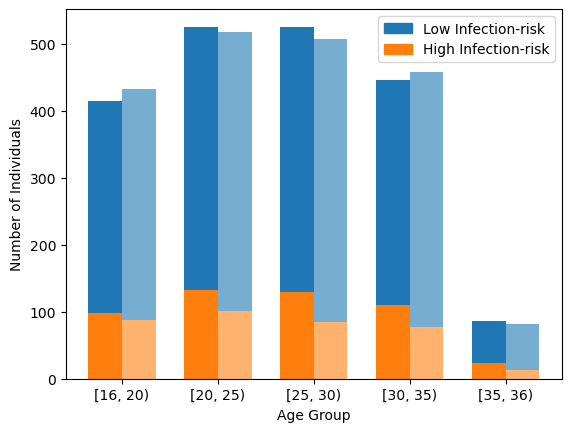 Low Infection-risk
High Infection-risk
Number of Individuals
500
400
300
200
100
0
[16, 20)
[20, 25)
[25, 30)
[30, 35)
[35, 36)
Age Group